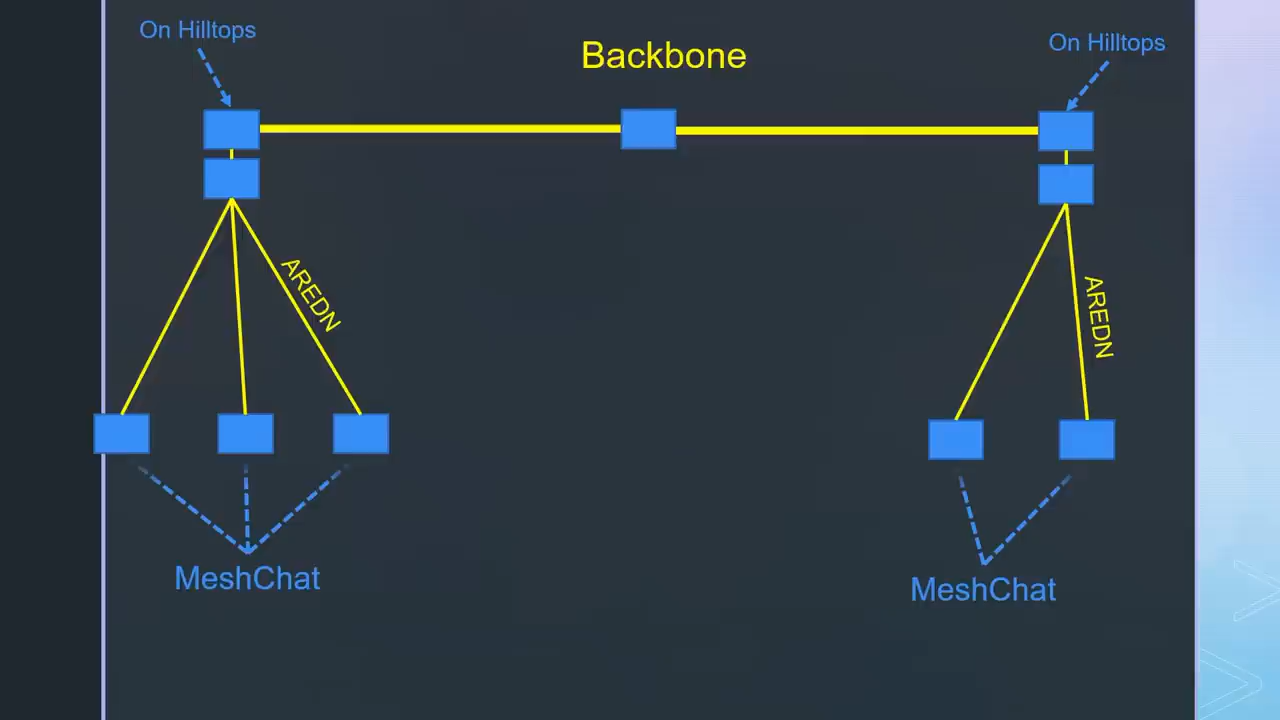 On Hilltops
On Hilltops
Backbone
AREDN
AREDN
MeshChat
MeshChat